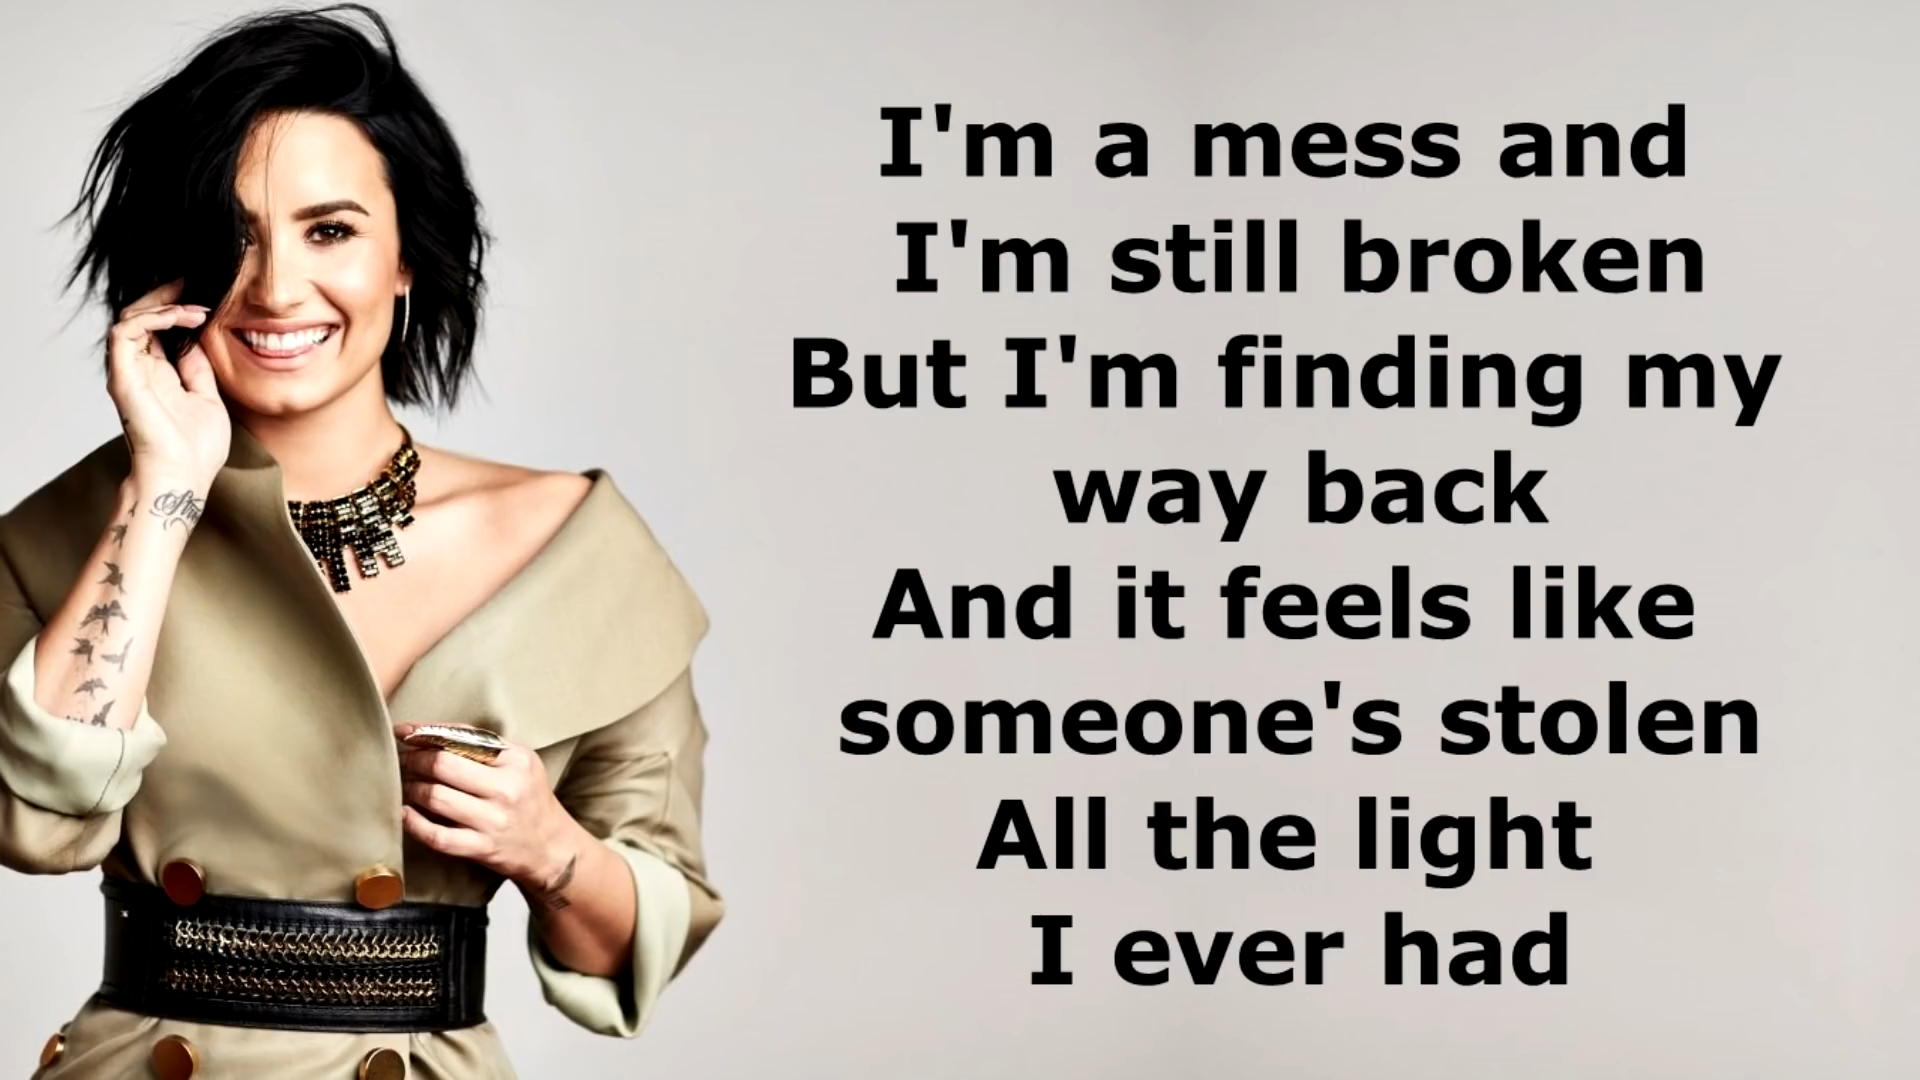 I'm a mess and
I'm still broken
But I'm finding my
way back
And it feels like
someone's stolen
All the light
I ever had